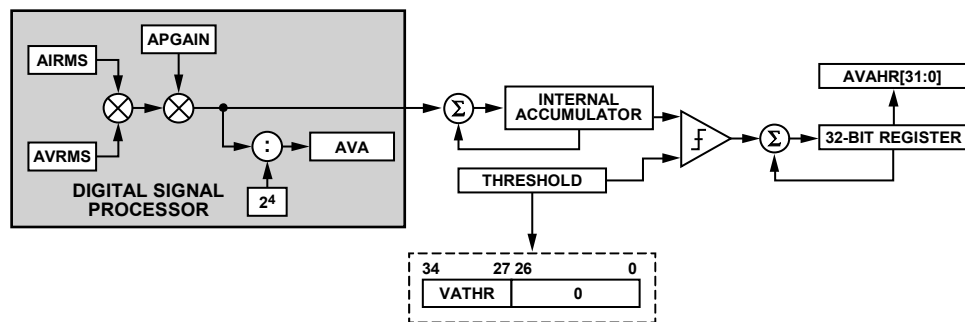 APGAIN
AIRMS
AVRMS
:
AVA
2⁴
DIGITAL SIGNAL
PROCESSOR
Σ
INTERNAL
ACCUMULATOR
THRESHOLD
34 27 26 0
VATHR 0
Σ
AVAHR[31:0]
32-BIT REGISTER